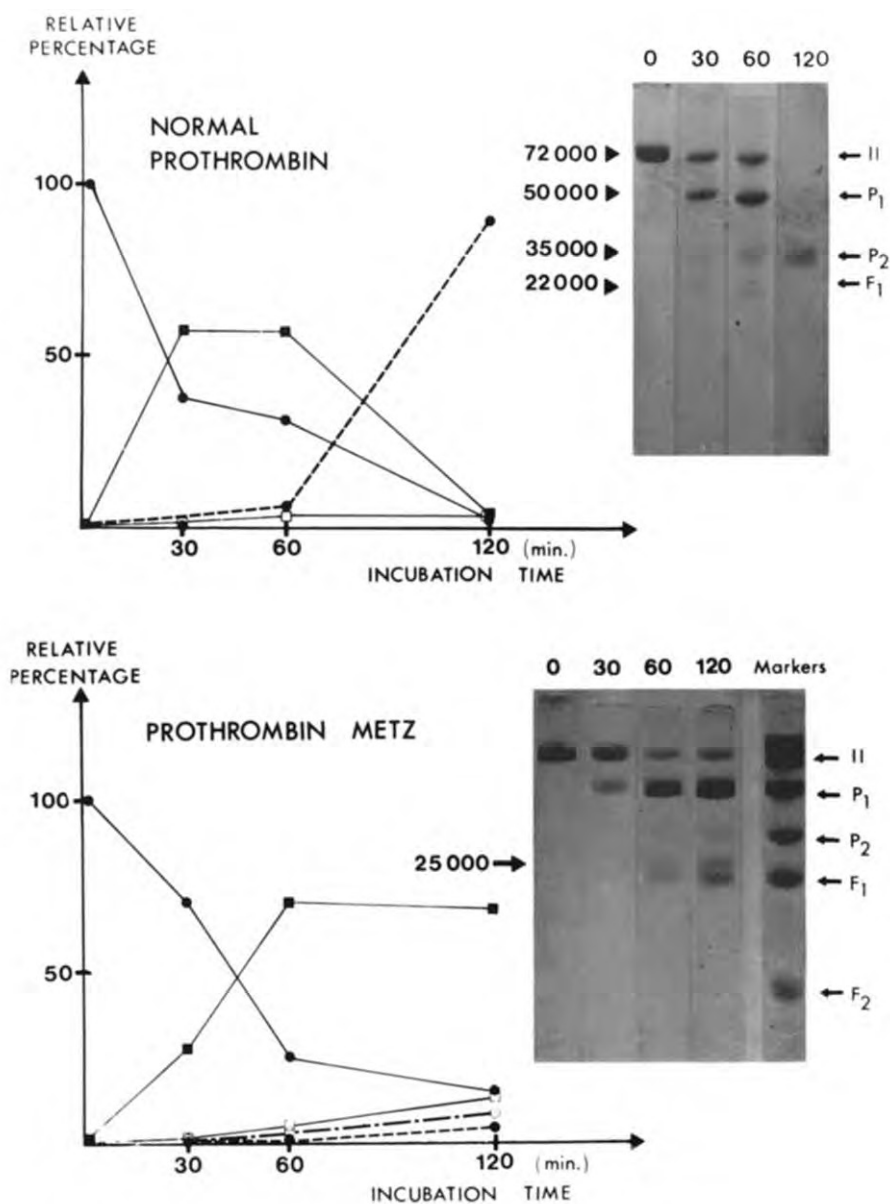 RELATIVE
PERCENTAGE
NORMAL
PROTHROMBIN
100
50
30 60 120 (min.)
INCUBATION TIME
0 30 60 120
72 000 ▶ ← II
50 000 ▶ ← P1
35 000 ▶ ← P2
22 000 ▶ ← F1
RELATIVE
PERCENTAGE
PROTHROMBIN METZ
100
50
30 60 120 (min.)
INCUBATION TIME
0 30 60 120 Markers
← II
← P1
← P2
25 000 →
← F1
← F2